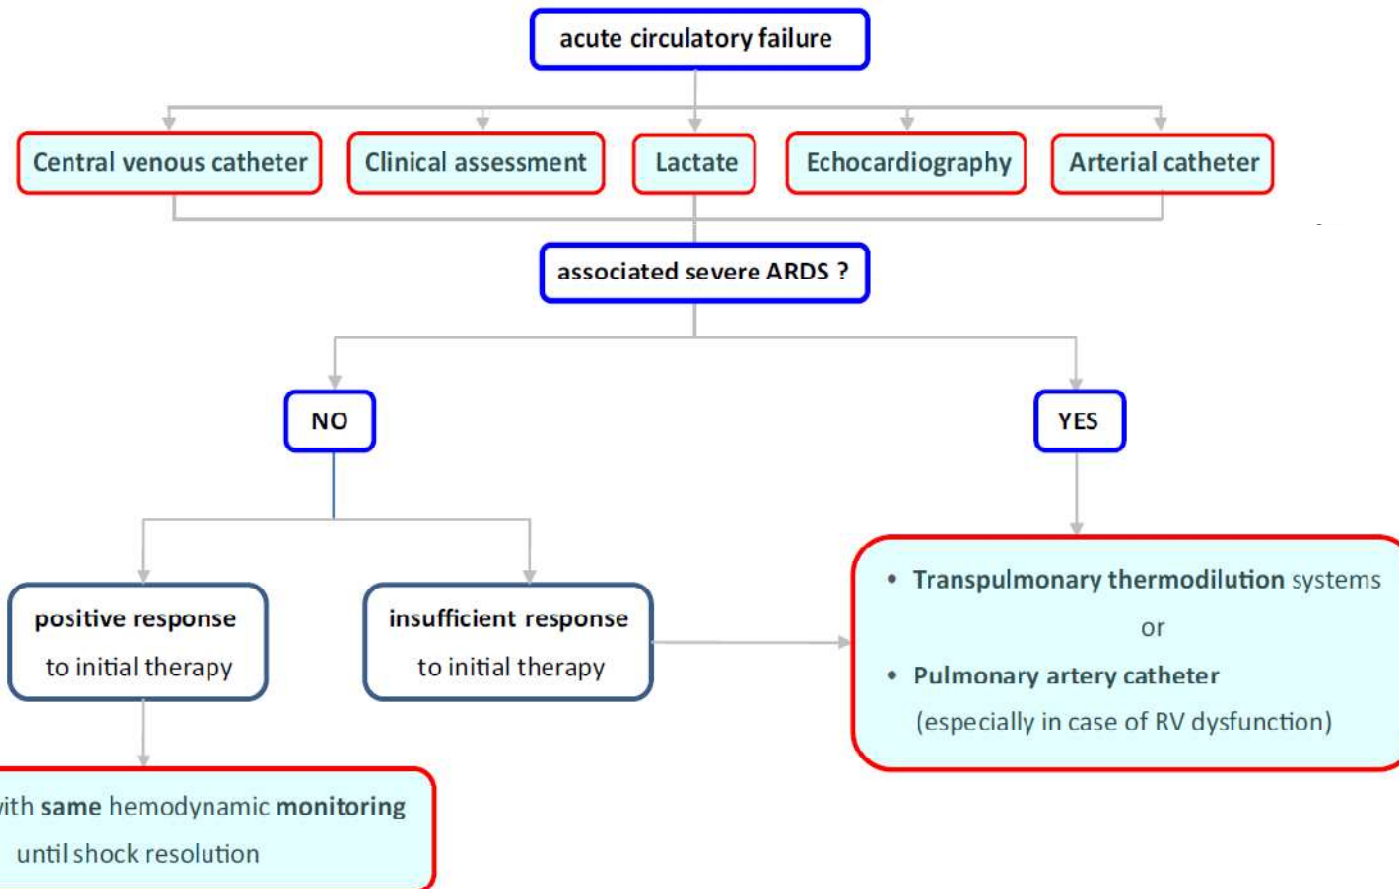 acute circulatory failure
Central venous catheter
Clinical assessment
Lactate
Echocardiography
Arterial catheter
associated severe ARDS ?
NO
YES
positive response
to initial therapy
insufficient response
to initial therapy
• Transpulmonary thermodilution systems
or
• Pulmonary artery catheter
(especially in case of RV dysfunction)
with same hemodynamic monitoring
until shock resolution